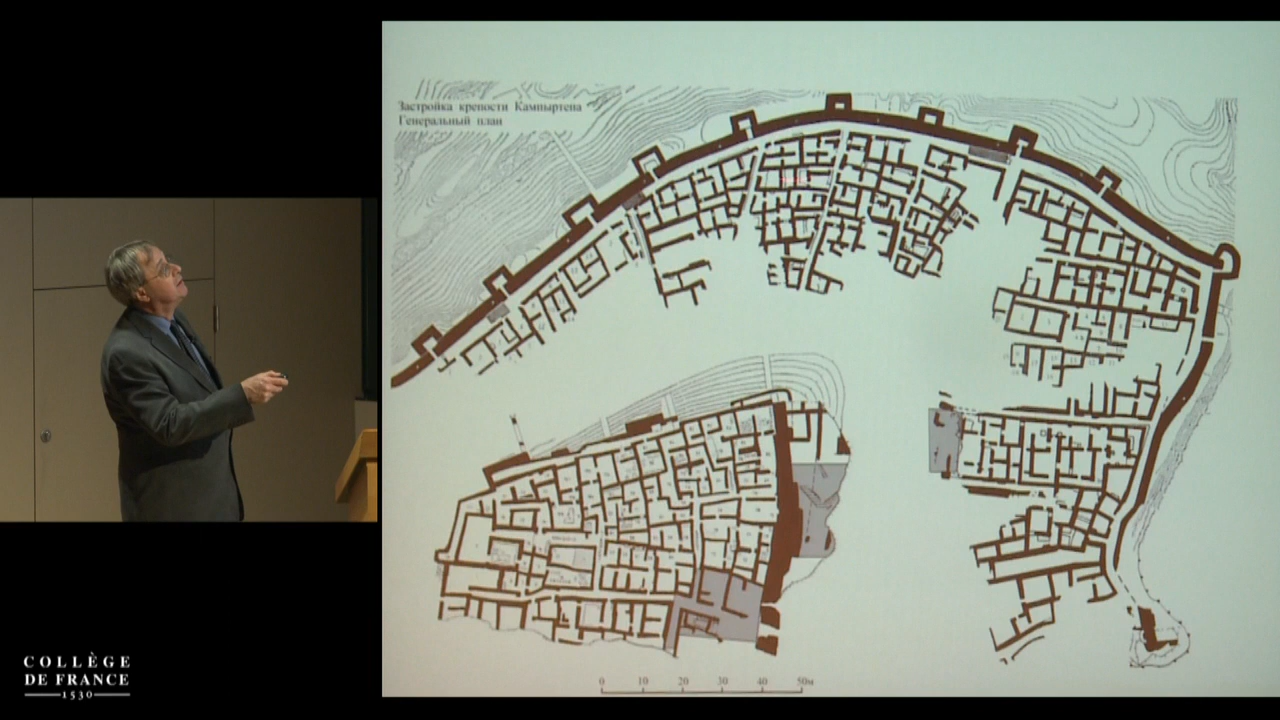 Застройка крепости Кампыртепа
Генеральный план
0 10 20 30 40 50м
COLLÈGE
DE FRANCE
1530